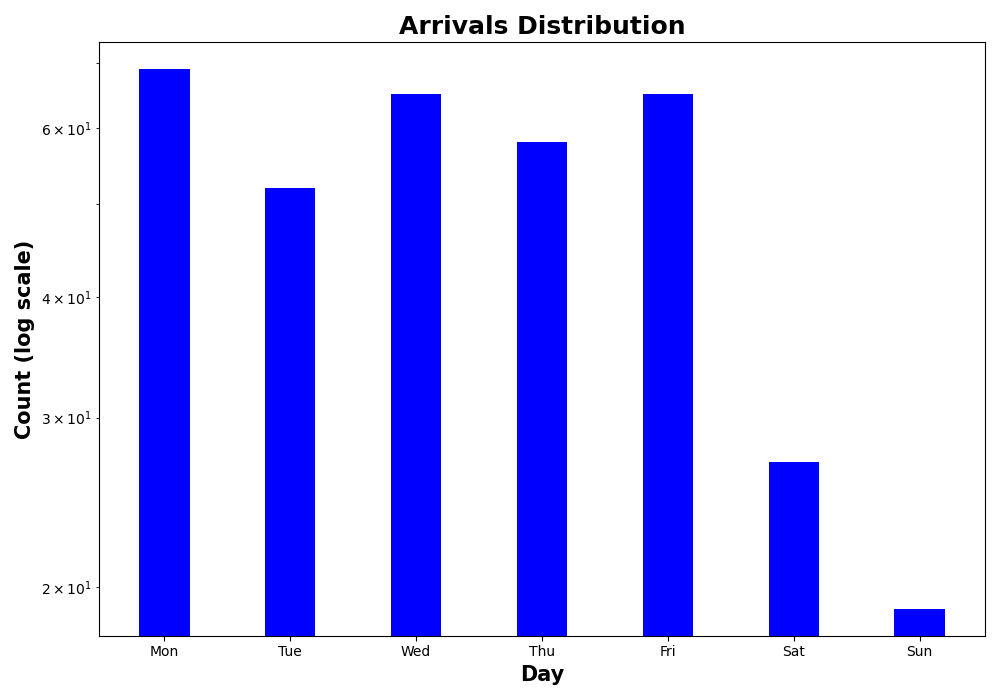 Arrivals Distribution
Count (log scale)
6 × 10¹
4 × 10¹
3 × 10¹
2 × 10¹
Mon Tue Wed Thu Fri Sat Sun
Day